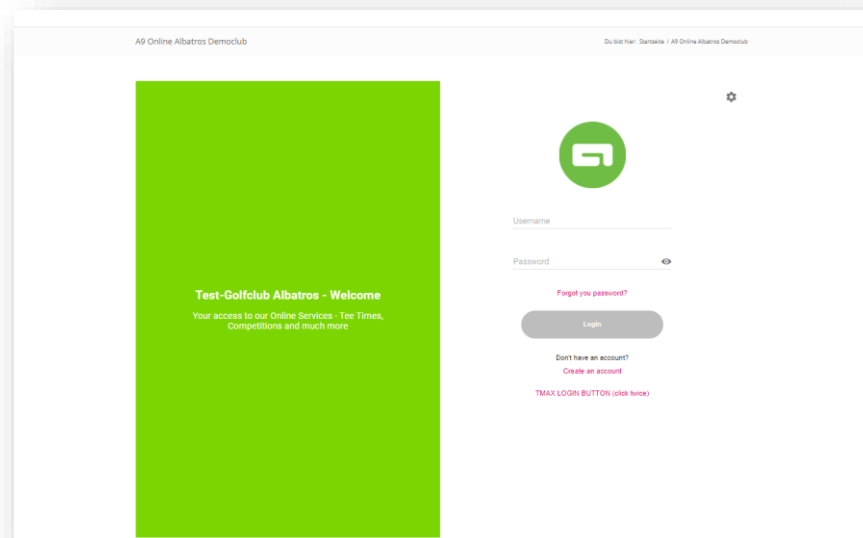 A9 Online Albatros Democlub
Du bist hier: Startseite / A9 Online Albatros Democlub
Test-Golfclub Albatros - Welcome
Your access to our Online Services - Tee Times,
Competitions and much more
Username
Password
Forgot you password?
Login
Don't have an account?
Create an account
TMAX LOGIN BUTTON (click twice)